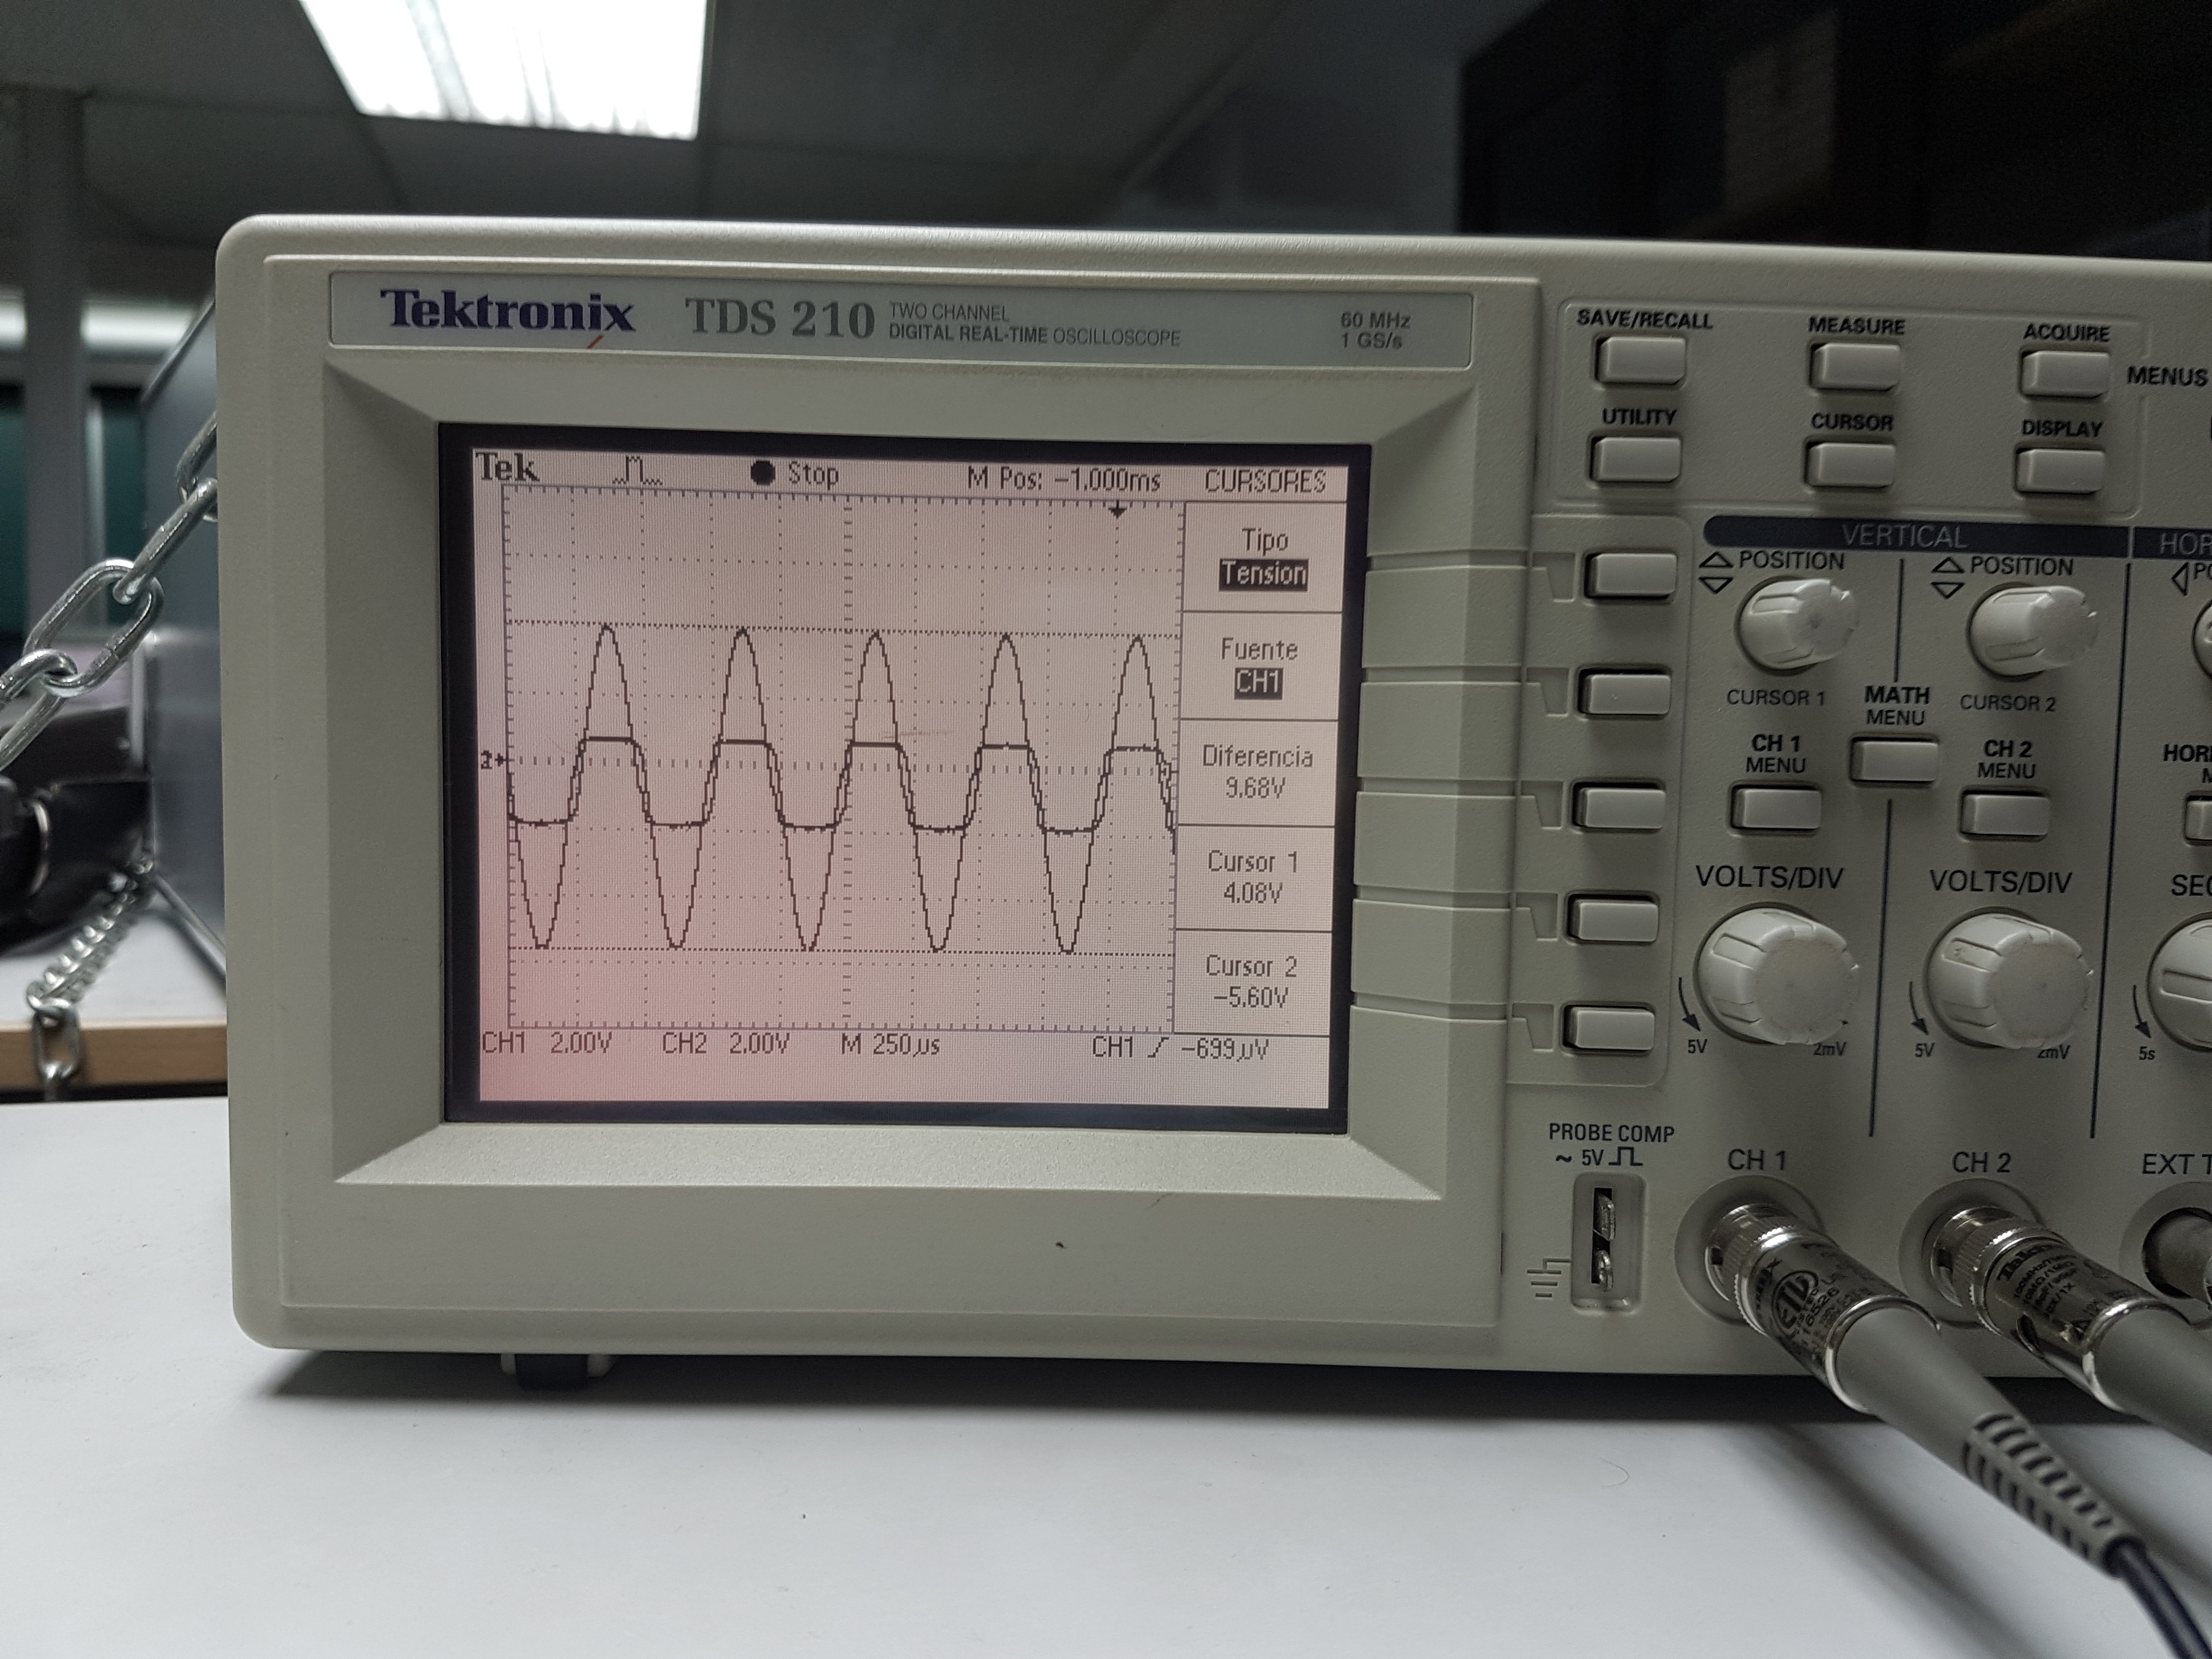 Tektronix TDS 210 TWO CHANNEL
DIGITAL REAL-TIME OSCILLOSCOPE
60 MHz
1 GS/s
Tek Stop M Pos: -1.000ms CURSORES
Tipo
Tension
Fuente
CH1
Diferencia
9.68V
Cursor 1
4.08V
Cursor 2
-5.60V
2
CH1 2.00V CH2 2.00V M 250µs CH1 -699µV
SAVE/RECALL MEASURE ACQUIRE
MENUS
UTILITY CURSOR DISPLAY
VERTICAL
POSITION POSITION
CURSOR 1 CURSOR 2
MATH
MENU
CH 1
MENU
CH 2
MENU
VOLTS/DIV VOLTS/DIV
5V 2mV 5V 2mV 5s
PROBE COMP
~ 5V
CH 1 CH 2 EXT